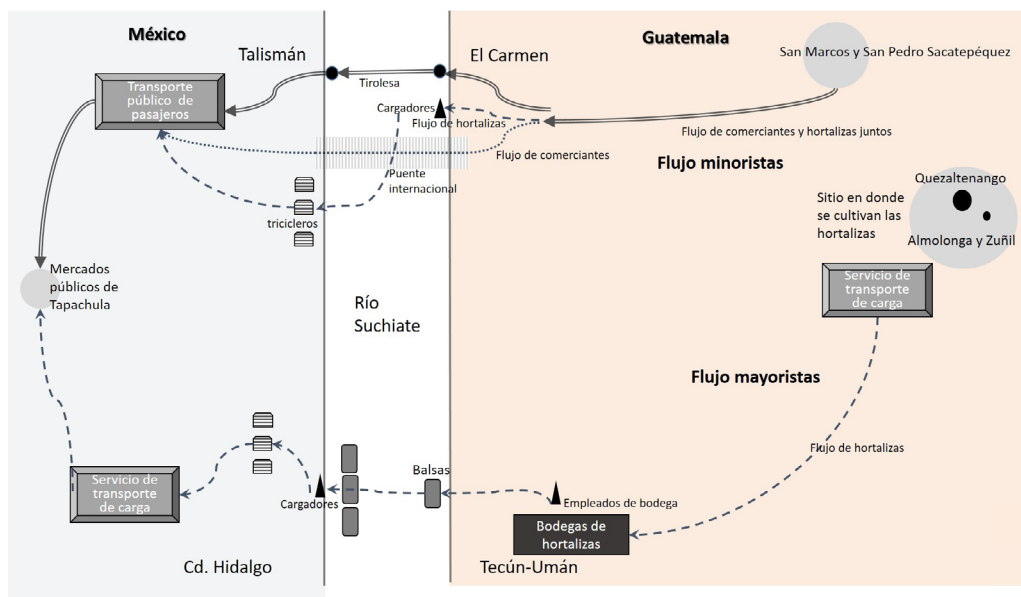 México
Guatemala
Talismán
El Carmen
San Marcos y San Pedro Sacatepéquez
Tirolesa
Transporte
público de
pasajeros
Cargadores
Flujo de hortalizas
Flujo de comerciantes y hortalizas juntos
Flujo de comerciantes
Flujo minoristas
Puente
internacional
Quezaltenango
Sitio en donde
se cultivan las
hortalizas
tricicleros
Almolonga y Zuñil
Mercados
públicos de
Tapachula
Servicio de
transporte
de carga
Río
Suchiate
Flujo mayoristas
Flujo de hortalizas
Balsas
Servicio de
transporte
de carga
Cargadores
Empleados de bodega
Bodegas de
hortalizas
Cd. Hidalgo
Tecún-Umán